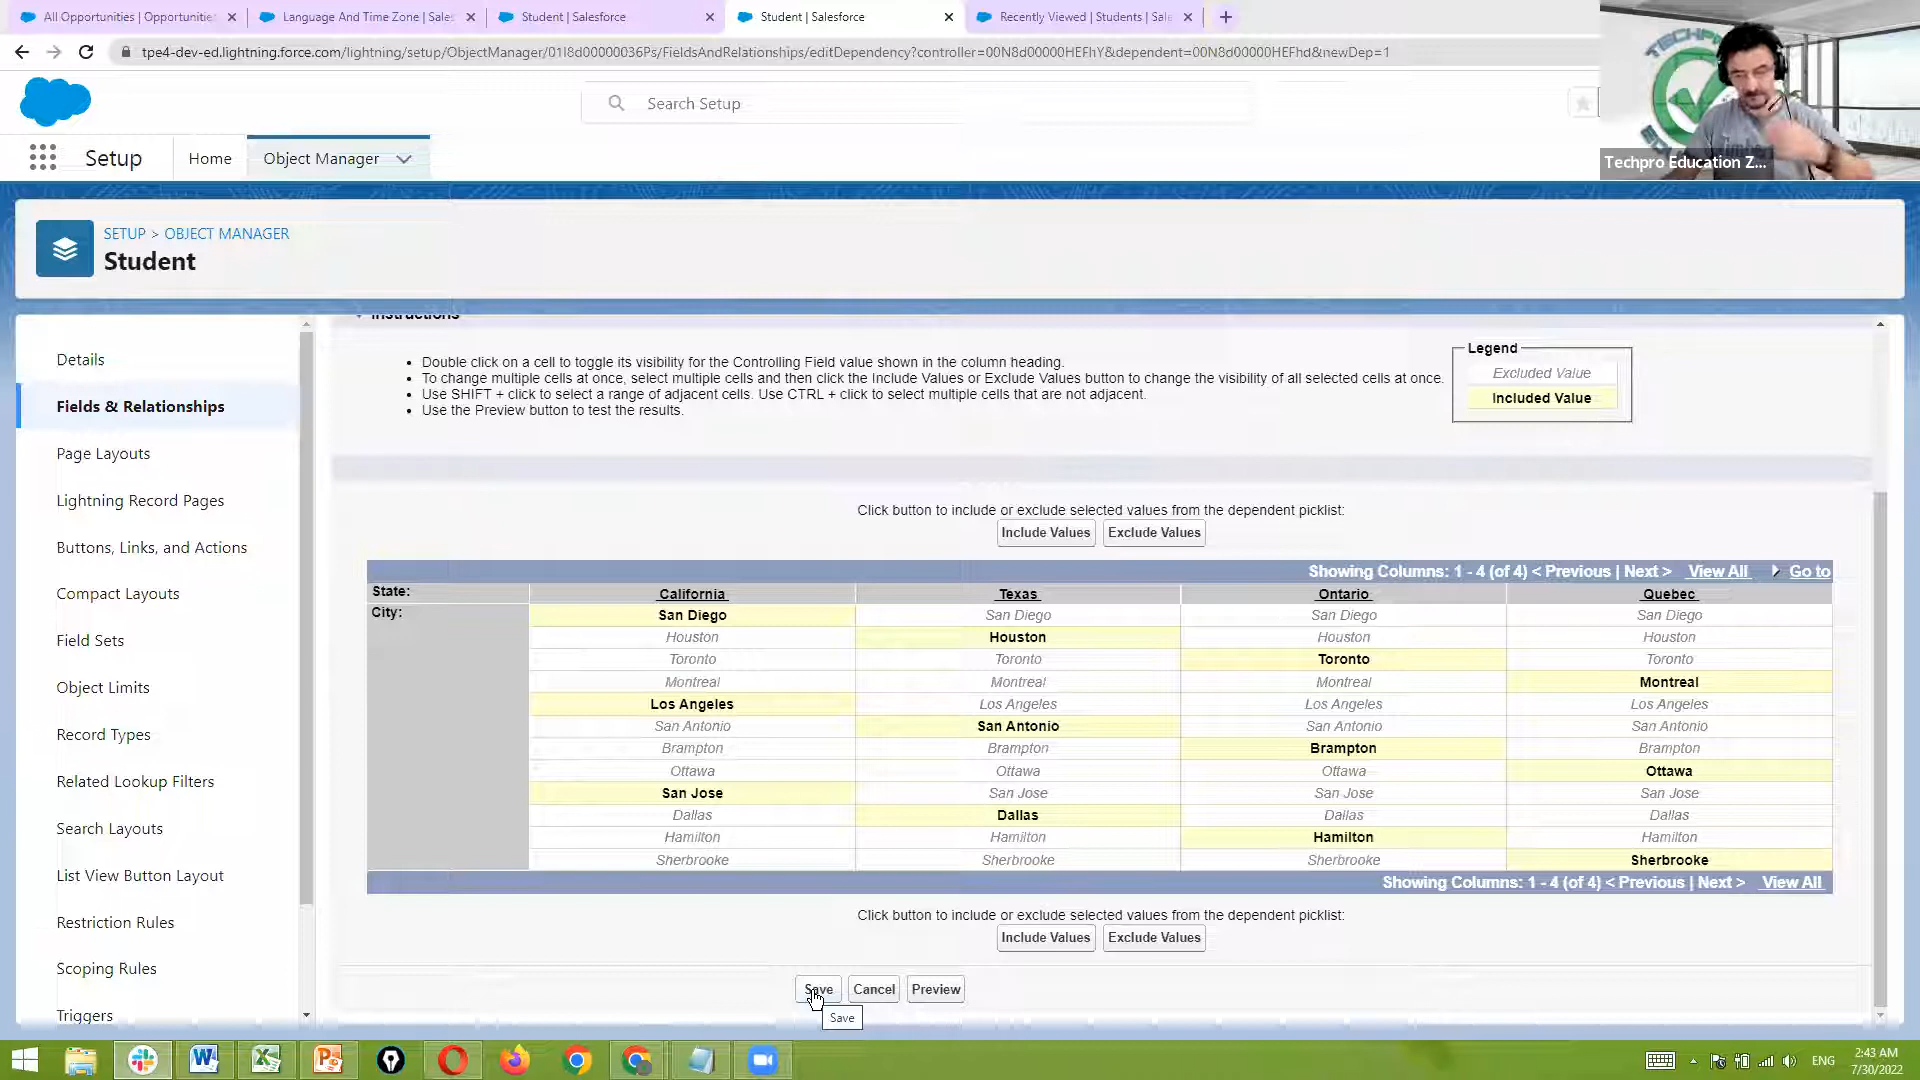 All Opportunities | Opportunitie
Language And Time Zone | Sales
Student | Salesforce
Student | Salesforce
Recently Viewed | Students | Sale
tpe4-dev-ed.lightning.force.com/lightning/setup/ObjectManager/01I8d00000036Ps/FieldsAndRelationships/editDependency?controller=00N8d00000HEFhY&dependent=00N8d00000HEFhd&newDep=1
Search Setup
Setup
Home
Object Manager
Techpro Education Z...
SETUP > OBJECT MANAGER
Student
Details
Fields & Relationships
Page Layouts
Lightning Record Pages
Buttons, Links, and Actions
Compact Layouts
Field Sets
Object Limits
Record Types
Related Lookup Filters
Search Layouts
List View Button Layout
Restriction Rules
Scoping Rules
Triggers
Instructions
Double click on a cell to toggle its visibility for the Controlling Field value shown in the column heading.
To change multiple cells at once, select multiple cells and then click the Include Values or Exclude Values button to change the visibility of all selected cells at once.
Use SHIFT + click to select a range of adjacent cells. Use CTRL + click to select multiple cells that are not adjacent.
Use the Preview button to test the results.
Legend
Excluded Value
Included Value
Click button to include or exclude selected values from the dependent picklist:
Include Values Exclude Values
Showing Columns: 1 - 4 (of 4) < Previous | Next > View All Go to
State: California Texas Ontario Quebec
City: San Diego San Diego San Diego San Diego
Houston Houston Houston Houston
Toronto Toronto Toronto Toronto
Montreal Montreal Montreal Montreal
Los Angeles Los Angeles Los Angeles Los Angeles
San Antonio San Antonio San Antonio San Antonio
Brampton Brampton Brampton Brampton
Ottawa Ottawa Ottawa Ottawa
San Jose San Jose San Jose San Jose
Dallas Dallas Dallas Dallas
Hamilton Hamilton Hamilton Hamilton
Sherbrooke Sherbrooke Sherbrooke Sherbrooke
Showing Columns: 1 - 4 (of 4) < Previous | Next > View All
Click button to include or exclude selected values from the dependent picklist:
Include Values Exclude Values
Save Cancel Preview
Save
ENG
2:43 AM
7/30/2022